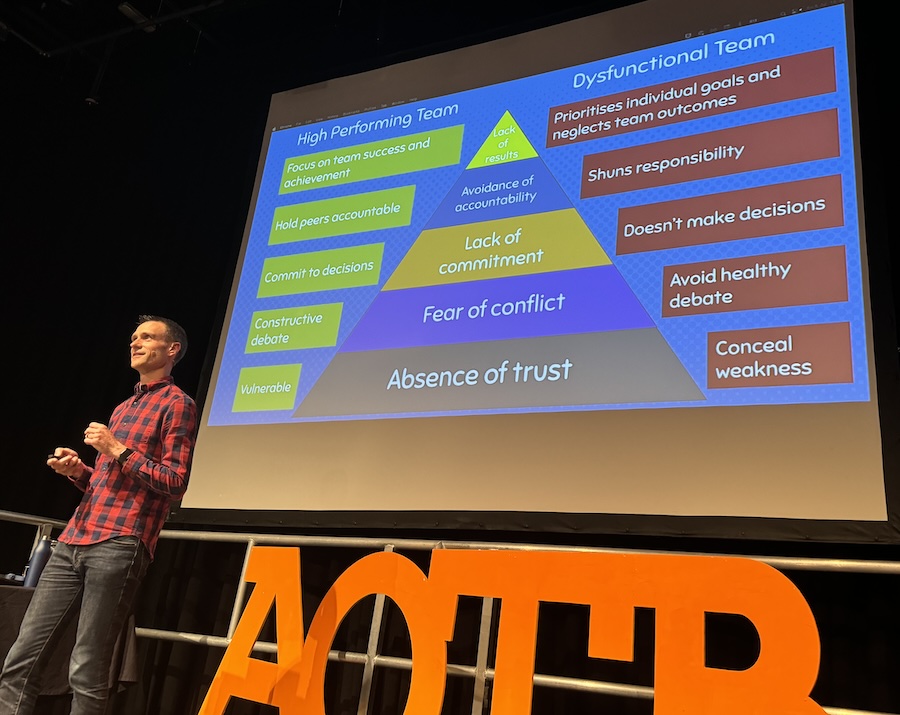 High Performing Team
Focus on team success and
achievement
Hold peers accountable
Commit to decisions
Constructive
debate
Vulnerable
Lack
of
results
Avoidance of
accountability
Lack of
commitment
Fear of conflict
Absence of trust
Dysfunctional Team
Prioritises individual goals and
neglects team outcomes
Shuns responsibility
Doesn't make decisions
Avoid healthy
debate
Conceal
weakness
AOTB